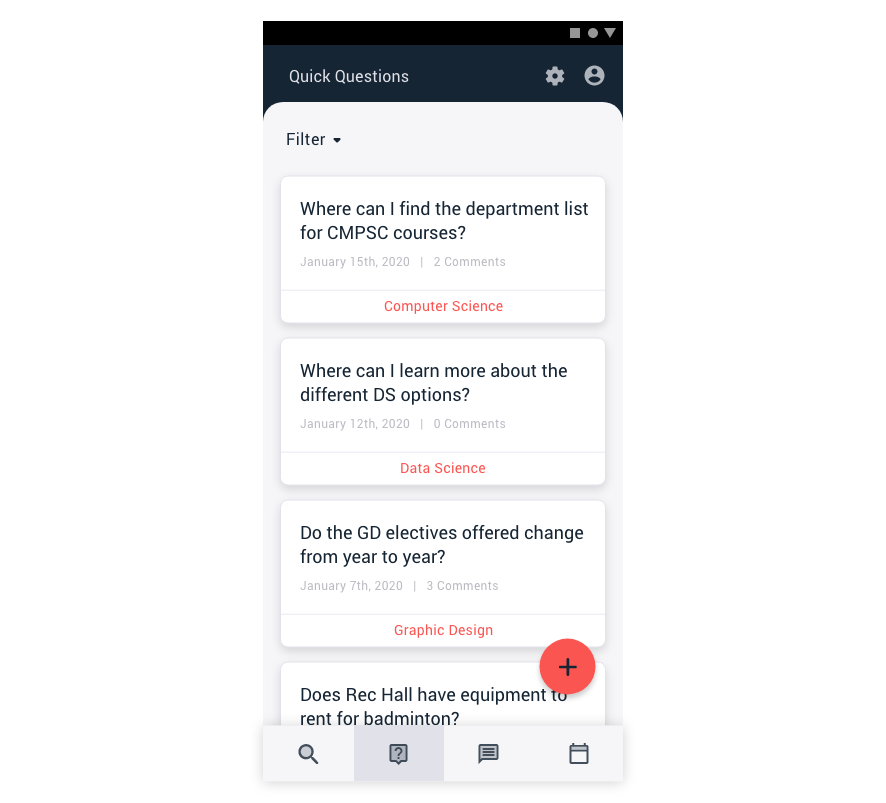 Quick Questions
Filter
Where can I find the department list
for CMPSC courses?
January 15th, 2020 | 2 Comments
Computer Science
Where can I learn more about the
different DS options?
January 12th, 2020 | 0 Comments
Data Science
Do the GD electives offered change
from year to year?
January 7th, 2020 | 3 Comments
Graphic Design
Does Rec Hall have equipment to
rent for badminton?